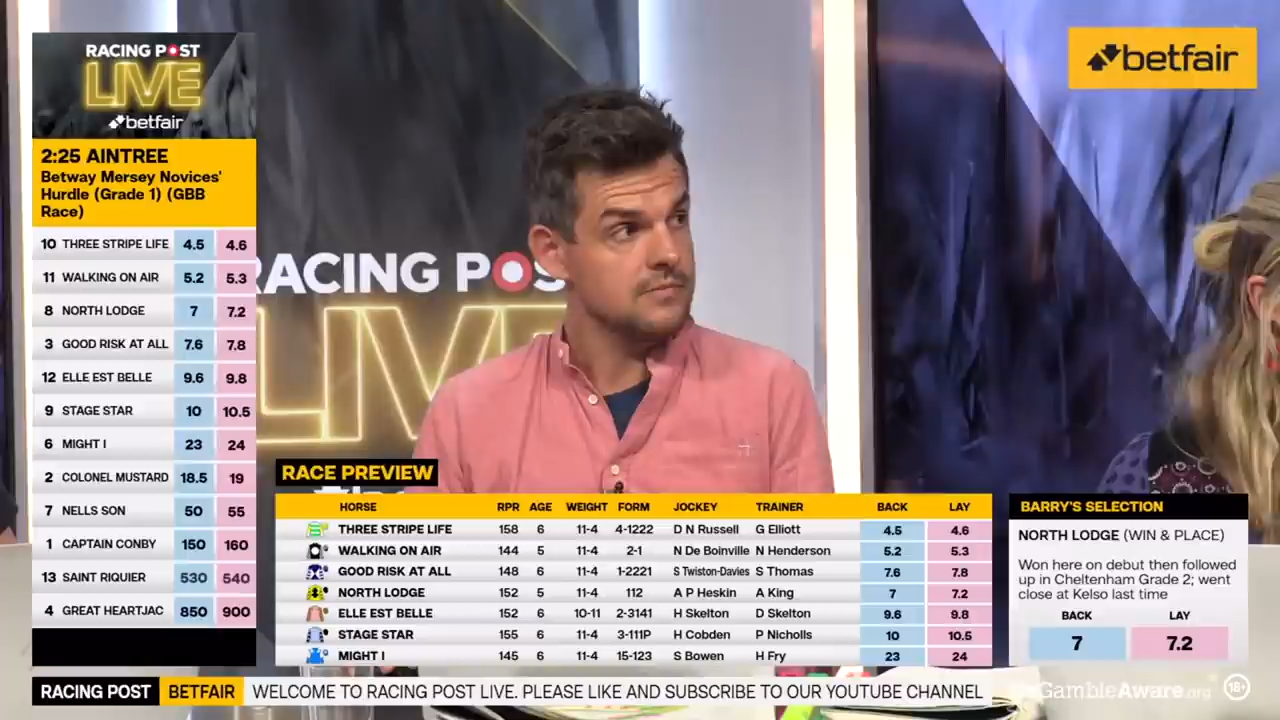 RACING POST
LIVE
betfair
2:25 AINTREE
Betway Mersey Novices'
Hurdle (Grade 1) (GBB
Race)
10 THREE STRIPE LIFE 4.5 4.6
11 WALKING ON AIR 5.2 5.3
8 NORTH LODGE 7 7.2
3 GOOD RISK AT ALL 7.6 7.8
12 ELLE EST BELLE 9.6 9.8
9 STAGE STAR 10 10.5
6 MIGHT I 23 24
2 COLONEL MUSTARD 18.5 19
7 NELLS SON 50 55
1 CAPTAIN CONBY 150 160
13 SAINT RIQUIER 530 540
4 GREAT HEARTJAC 850 900
betfair
RACING POS
LIV
RACE PREVIEW
HORSE RPR AGE WEIGHT FORM JOCKEY TRAINER BACK LAY
THREE STRIPE LIFE 158 6 11-4 4-1222 D N Russell G Elliott 4.5 4.6
WALKING ON AIR 144 5 11-4 2-1 N De Boinville N Henderson 5.2 5.3
GOOD RISK AT ALL 148 6 11-4 1-2221 S Twiston-Davies S Thomas 7.6 7.8
NORTH LODGE 152 5 11-4 112 A P Heskin A King 7 7.2
ELLE EST BELLE 152 6 10-11 2-3141 H Skelton D Skelton 9.6 9.8
STAGE STAR 155 6 11-4 3-111P H Cobden P Nicholls 10 10.5
MIGHT I 145 6 11-4 15-123 S Bowen H Fry 23 24
BARRY'S SELECTION
NORTH LODGE (WIN & PLACE)
Won here on debut then followed
up in Cheltenham Grade 2; went
close at Kelso last time
BACK LAY
7 7.2
RACING POST BETFAIR WELCOME TO RACING POST LIVE. PLEASE LIKE AND SUBSCRIBE TO OUR YOUTUBE CHANNEL
GambleAware.org 18+